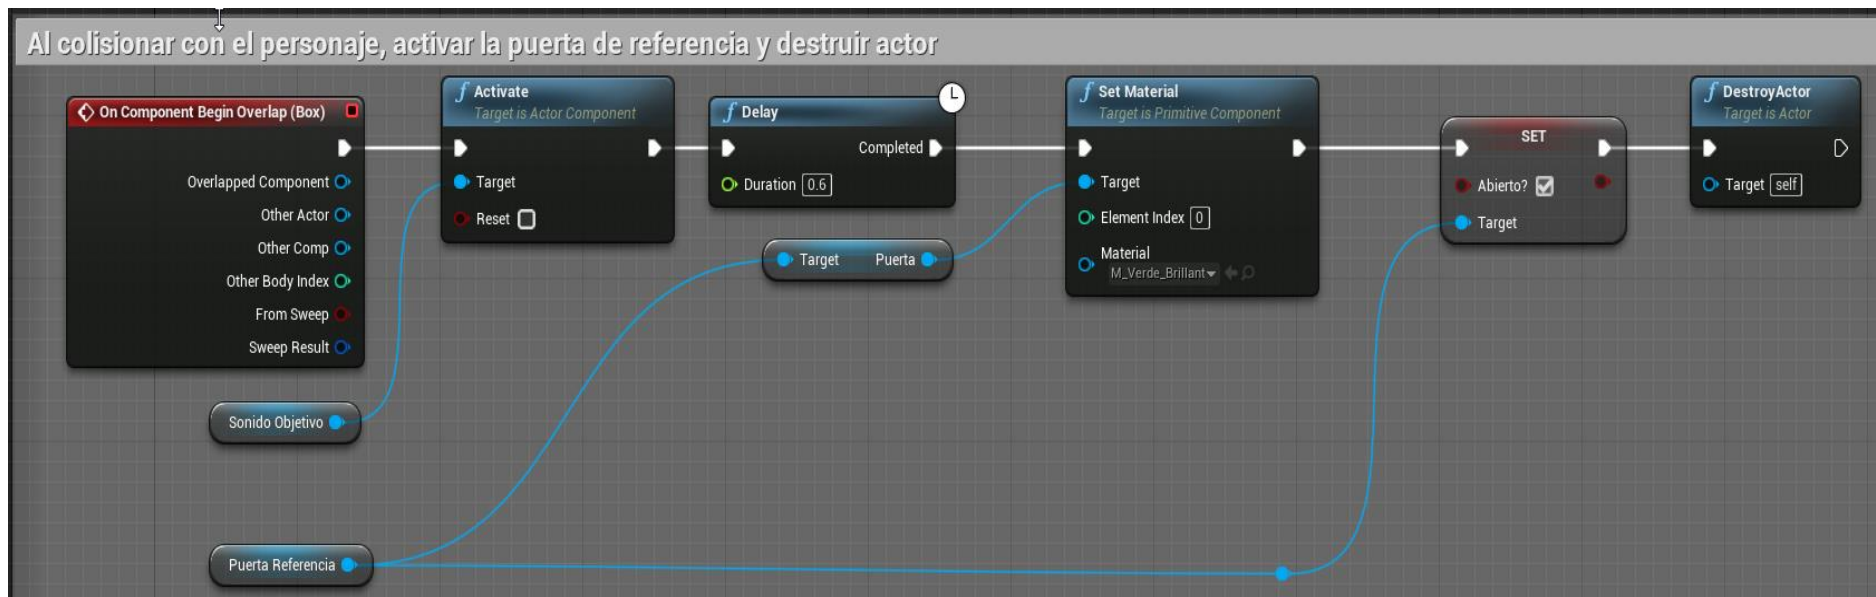 Al colisionar con el personaje, activar la puerta de referencia y destruir actor
On Component Begin Overlap (Box)
Overlapped Component
Other Actor
Other Comp
Other Body Index
From Sweep
Sweep Result
Sonido Objetivo
Puerta Referencia
f Activate
Target is Actor Component
Target
Reset
f Delay
Completed
Duration 0.6
Target Puerta
f Set Material
Target is Primitive Component
Target
Element Index 0
Material
M_Verde_Brillant
SET
Abierto?
Target
f DestroyActor
Target is Actor
Target self